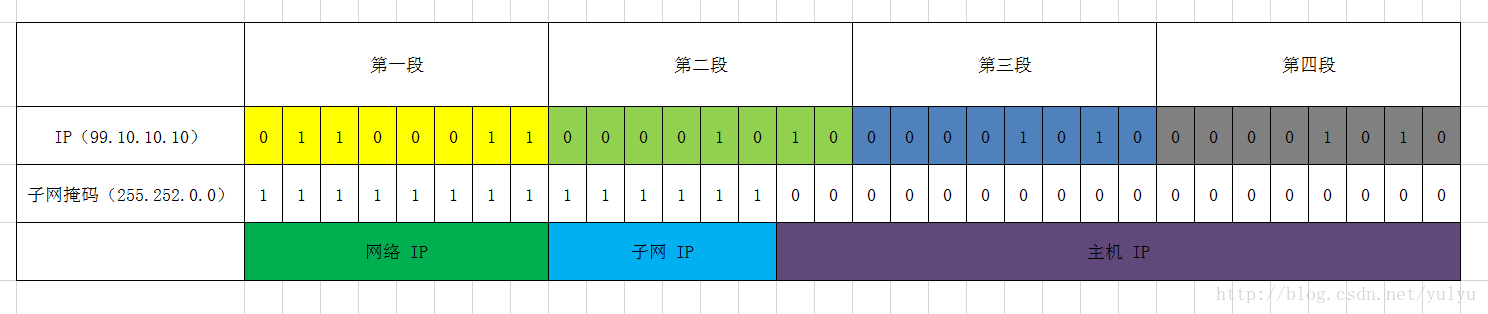 第一段 第二段 第三段 第四段
IP（99.10.10.10） 0 1 1 0 0 0 1 1 0 0 0 0 1 0 1 0 0 0 0 0 1 0 1 0 0 0 0 0 1 0 1 0
子网掩码（255.252.0.0） 1 1 1 1 1 1 1 1 1 1 1 1 1 1 0 0 0 0 0 0 0 0 0 0 0 0 0 0 0 0 0 0
网络 IP 子网 IP 主机 IP
http://blog.csdn.net/yulyu